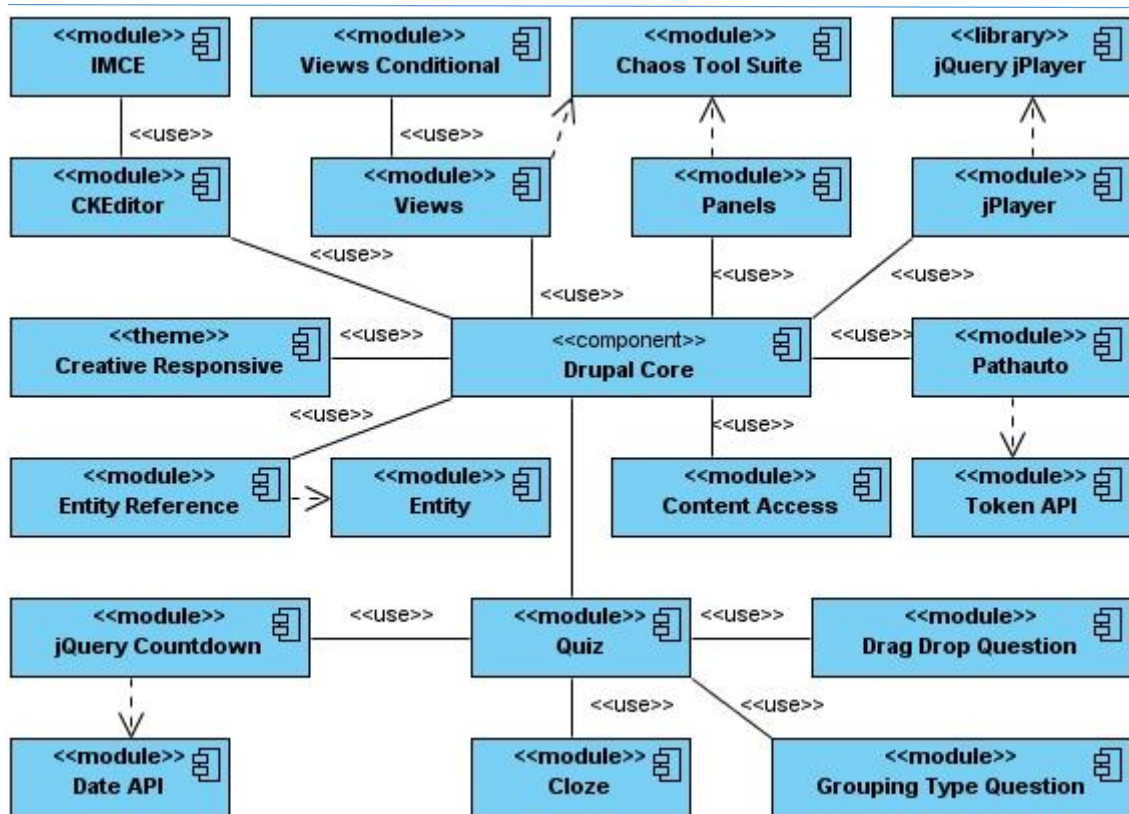 <<module>>
IMCE
<<module>>
Views Conditional
<<module>>
Chaos Tool Suite
<<library>>
jQuery jPlayer
<<use>>
<<use>>
<<module>>
CKEditor
<<module>>
Views
<<module>>
Panels
<<module>>
jPlayer
<<use>>
<<use>>
<<use>>
<<use>>
<<theme>>
Creative Responsive
<<use>>
<<component>>
Drupal Core
<<use>>
<<module>>
Pathauto
<<use>>
<<use>>
<<module>>
Entity Reference
<<module>>
Entity
<<module>>
Content Access
<<module>>
Token API
<<module>>
jQuery Countdown
<<use>>
<<module>>
Quiz
<<use>>
<<module>>
Drag Drop Question
<<use>>
<<use>>
<<module>>
Date API
<<module>>
Cloze
<<module>>
Grouping Type Question